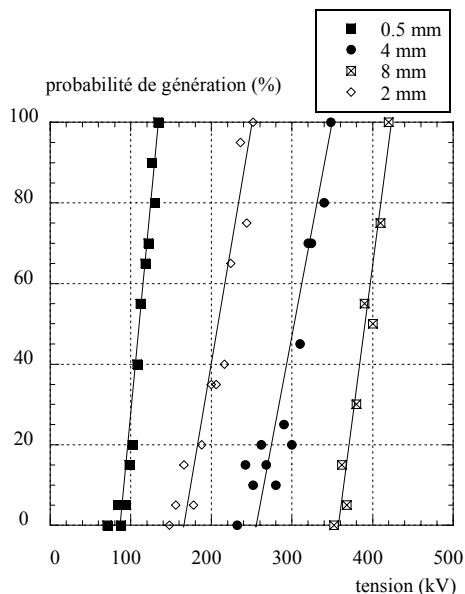 0.5 mm
4 mm
8 mm
2 mm
probabilité de génération (%)
100
80
60
40
20
0
0 100 200 300 400 500
tension (kV)